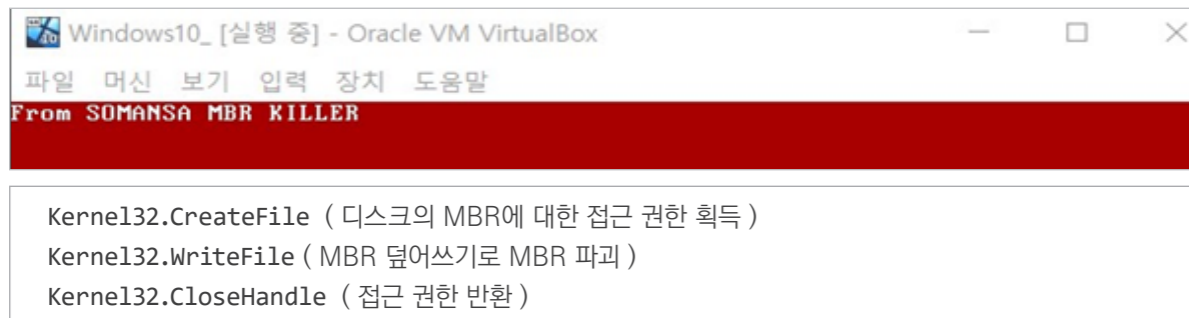 Windows10_ [실행 중] - Oracle VM VirtualBox
파일 머신 보기 입력 장치 도움말
From SOMANSA MBR KILLER
Kernel32.CreateFile ( 디스크의 MBR에 대한 접근 권한 획득 )
Kernel32.WriteFile ( MBR 덮어쓰기로 MBR 파괴 )
Kernel32.CloseHandle ( 접근 권한 반환 )